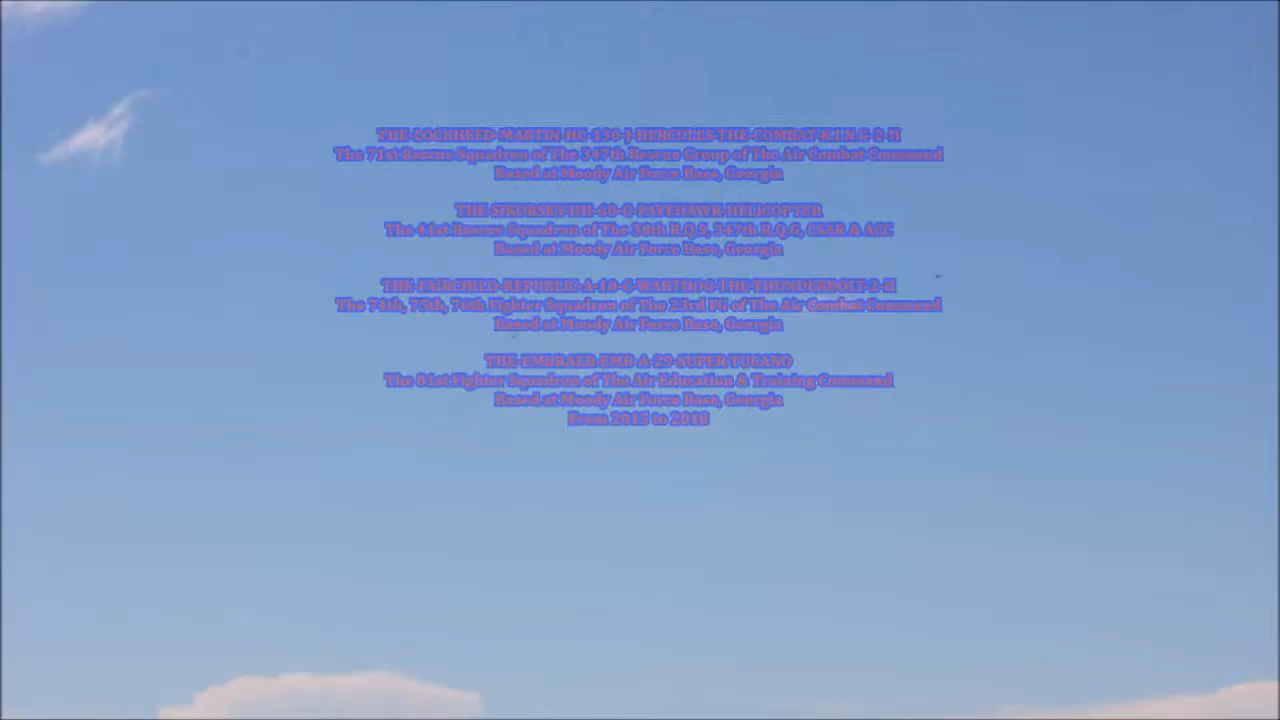 THE-LOCKHEED-MARTIN-HC-130-J-HERCULES-THE-COMBAT-K.I.N.G-2-II
The 71st Rescue Squadron of The 347th Rescue Group of The Air Combat Command
Based at Moody Air Force Base, Georgia
THE-SIKORSKY-HH-60-G-PAVEHAWK-HELICOPTER
The 41st Rescue Squadron of The 38th R.Q.S, 347th R.Q.G, CSAR & ACC
Based at Moody Air Force Base, Georgia
THE-FAIRCHILD-REPUBLIC-A-10-C-WARTHOG-THE-THUNDERBOLT-2-II
The 74th, 75th, 76th Fighter Squadron of The 23rd FG of The Air Combat Command
Based at Moody Air Force Base, Georgia
THE-EMBRAER-EMB-A-29-SUPER-TUCANO
The 81st Fighter Squadron of The Air Education & Training Command
Based at Moody Air Force Base, Georgia
From 2015 to 2018